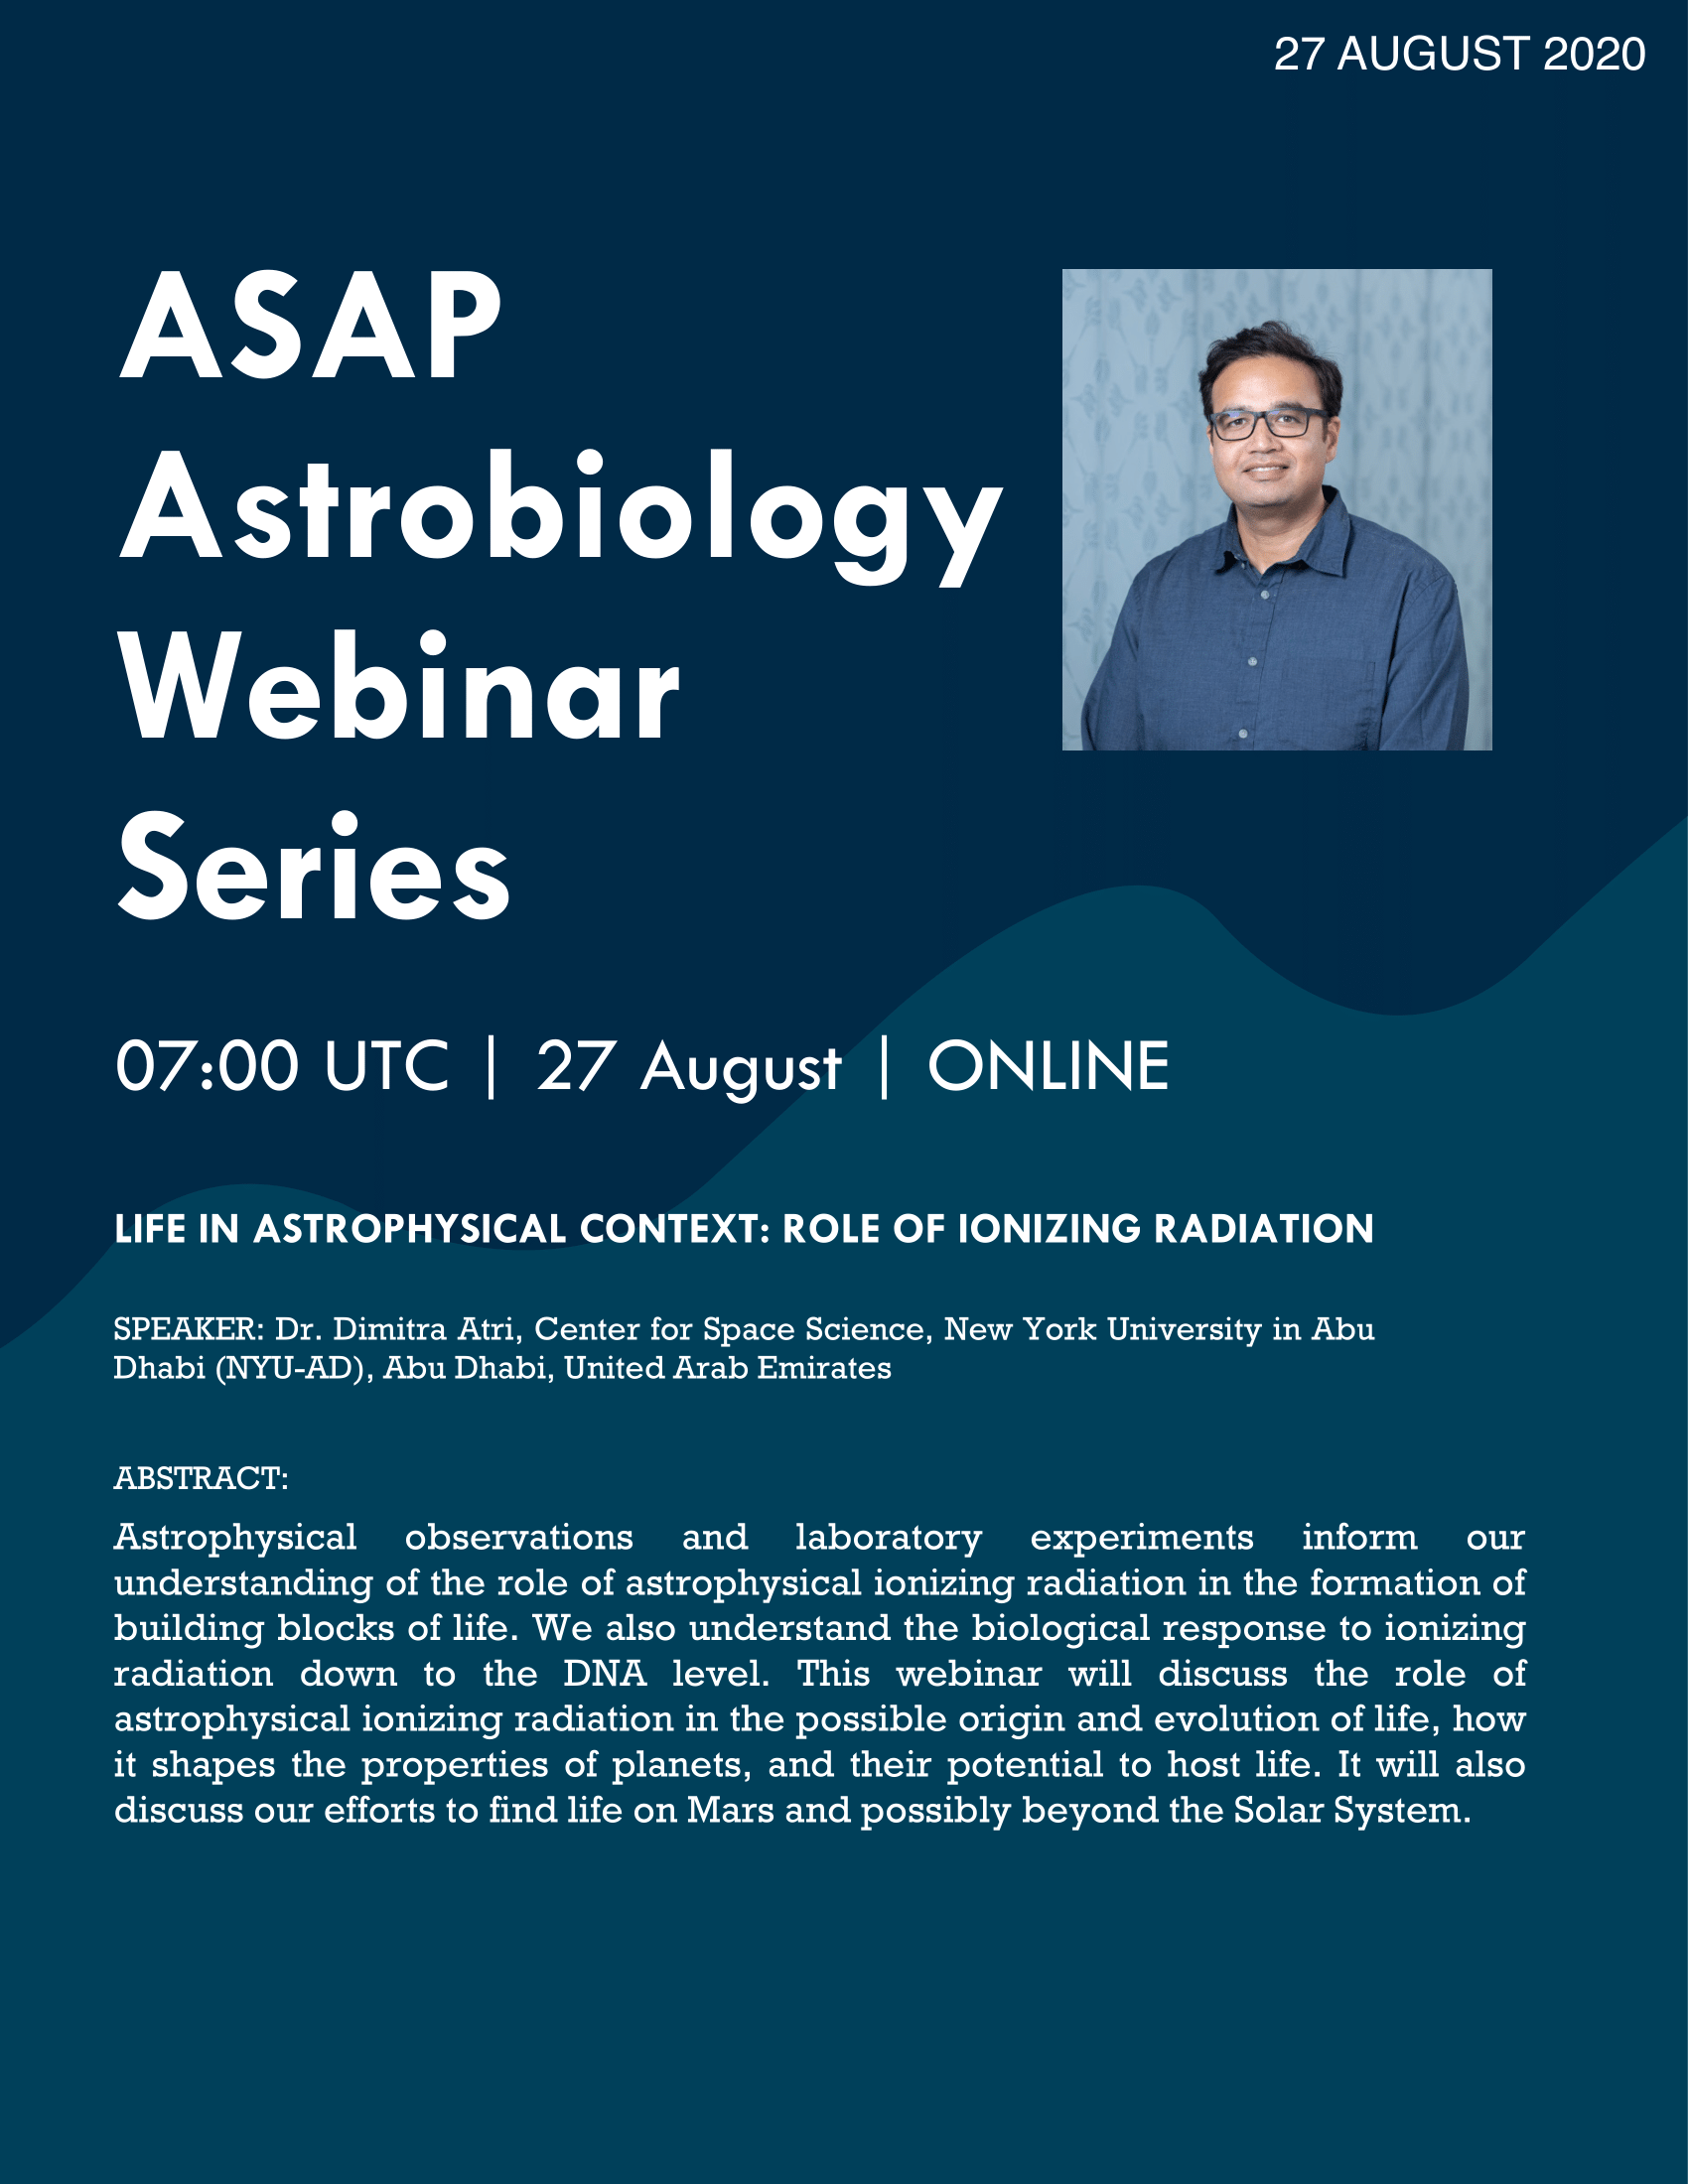 27 AUGUST 2020
ASAP
Astrobiology
Webinar
Series
07:00 UTC | 27 August | ONLINE
LIFE IN ASTROPHYSICAL CONTEXT: ROLE OF IONIZING RADIATION
SPEAKER: Dr. Dimitra Atri, Center for Space Science, New York University in Abu
Dhabi (NYU-AD), Abu Dhabi, United Arab Emirates
ABSTRACT:
Astrophysical observations and laboratory experiments inform our
understanding of the role of astrophysical ionizing radiation in the formation of
building blocks of life. We also understand the biological response to ionizing
radiation down to the DNA level. This webinar will discuss the role of
astrophysical ionizing radiation in the possible origin and evolution of life, how
it shapes the properties of planets, and their potential to host life. It will also
discuss our efforts to find life on Mars and possibly beyond the Solar System.